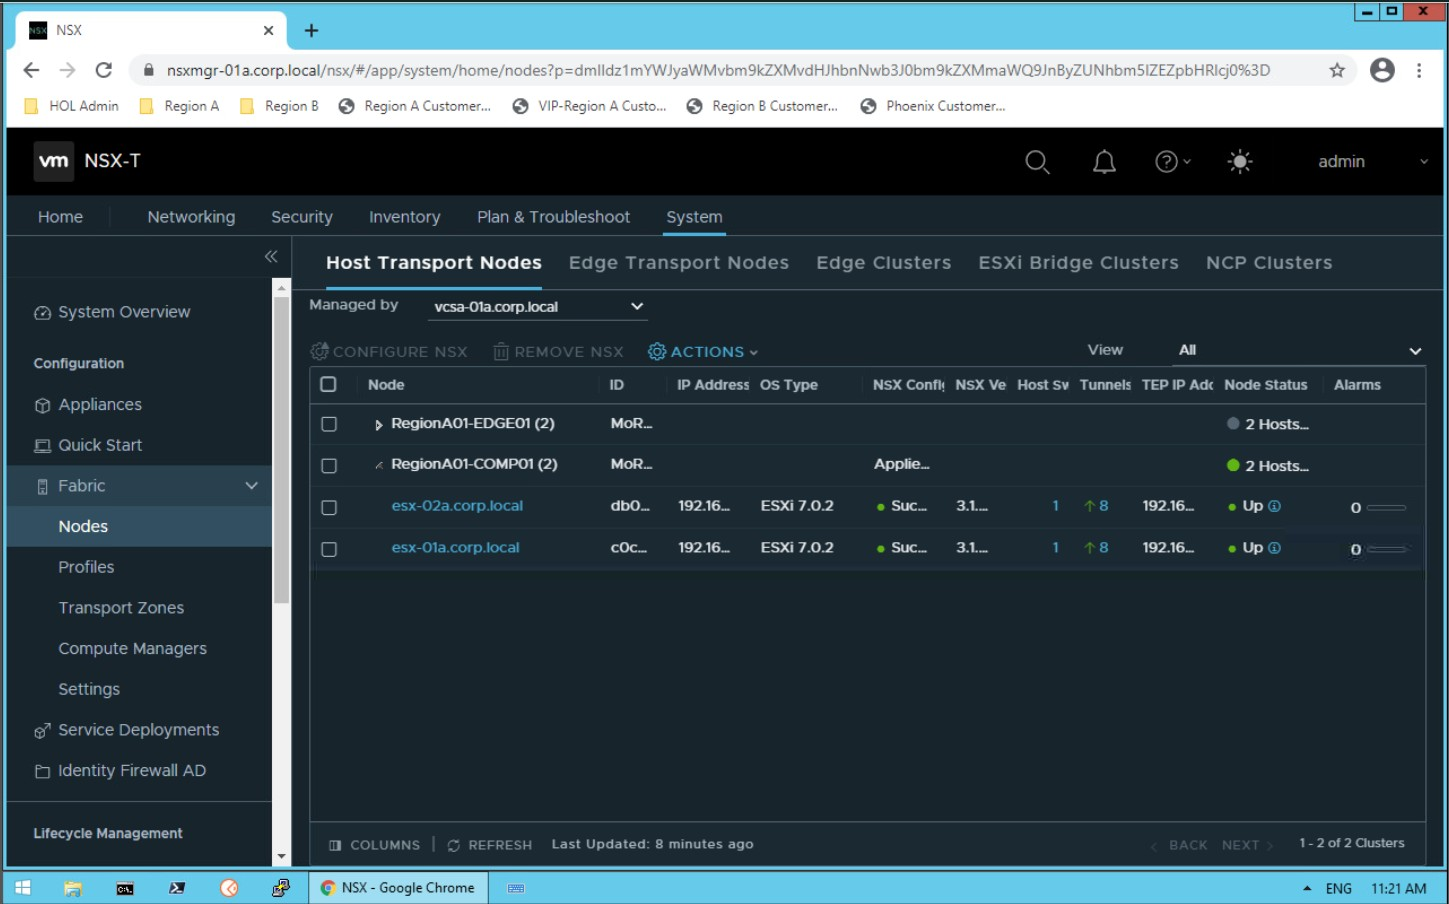 NSX
nsxmgr-01a.corp.local/nsx/#/app/system/home/nodes?p=dmlldz1mYWJyaWMvbm9kZXMvdHJhbnNwb3J0bm9kZXMmaWQ9JnByZUNhbm5lZEZpbHRlcj0%3D
HOL Admin Region A Region B Region A Customer... VIP-Region A Custo... Region B Customer... Phoenix Customer...
vm NSX-T admin
Home Networking Security Inventory Plan & Troubleshoot System
Host Transport Nodes Edge Transport Nodes Edge Clusters ESXi Bridge Clusters NCP Clusters
Managed by vcsa-01a.corp.local
System Overview
Configuration
Appliances
Quick Start
Fabric
Nodes
Profiles
Transport Zones
Compute Managers
Settings
Service Deployments
Identity Firewall AD
Lifecycle Management
CONFIGURE NSX REMOVE NSX ACTIONS View All
Node ID IP Address OS Type NSX Config NSX Ve Host Sw Tunnels TEP IP Adc Node Status Alarms
RegionA01-EDGE01 (2) MoR... 2 Hosts...
RegionA01-COMP01 (2) MoR... Applie... 2 Hosts...
esx-02a.corp.local db0... 192.16... ESXi 7.0.2 Suc... 3.1.... 1 8 192.16... Up 0
esx-01a.corp.local c0c... 192.16... ESXi 7.0.2 Suc... 3.1.... 1 8 192.16... Up 0
COLUMNS REFRESH Last Updated: 8 minutes ago BACK NEXT 1 - 2 of 2 Clusters
NSX - Google Chrome ENG 11:21 AM